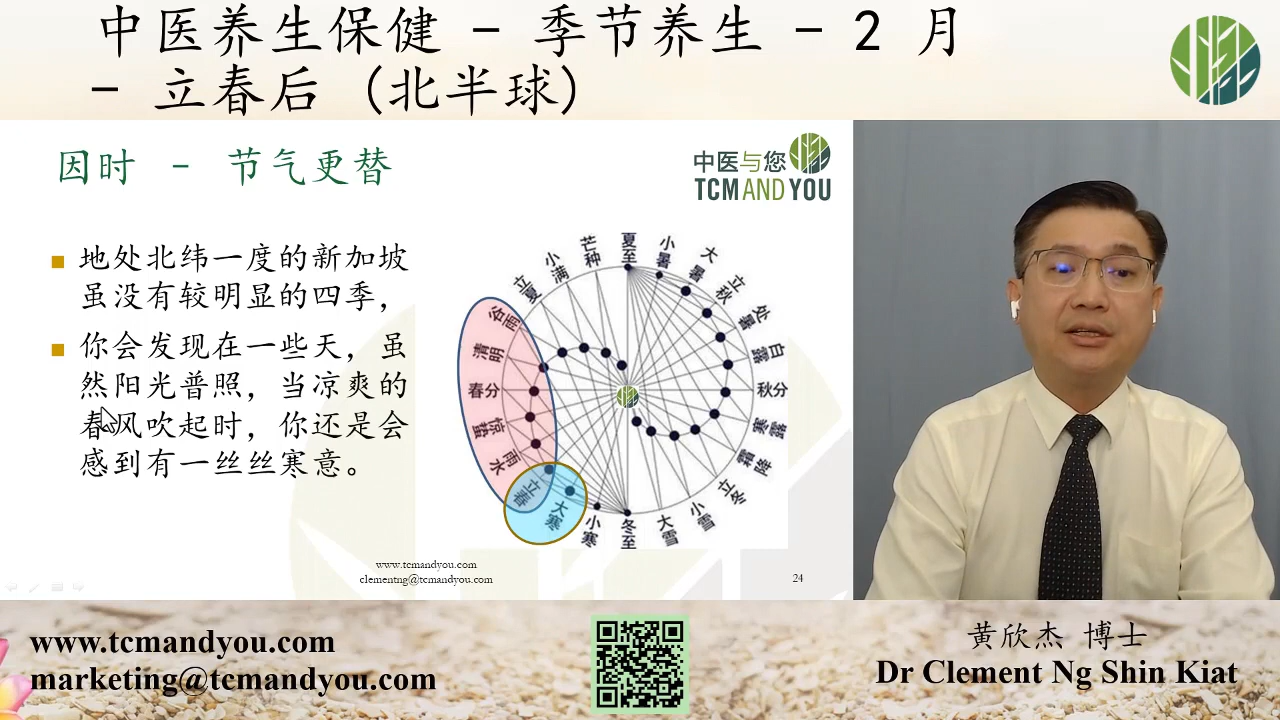 中医养生保健 – 季节养生 – 2 月
– 立春后 (北半球)
因时 – 节气更替
中医与您
TCMANDYOU
地处北纬一度的新加坡
虽没有较明显的四季，
你会发现在一些天，虽
然阳光普照，当凉爽的
春风吹起时，你还是会
感到有一丝丝寒意。
夏至
小暑
大暑
立秋
处暑
白露
秋分
寒露
霜降
立冬
小雪
大雪
冬至
小寒
大寒
立春
雨水
惊蛰
春分
清明
谷雨
立夏
小满
芒种
www.tcmandyou.com
clementng@tcmandyou.com
24
www.tcmandyou.com
marketing@tcmandyou.com
黄欣杰 博士
Dr Clement Ng Shin Kiat